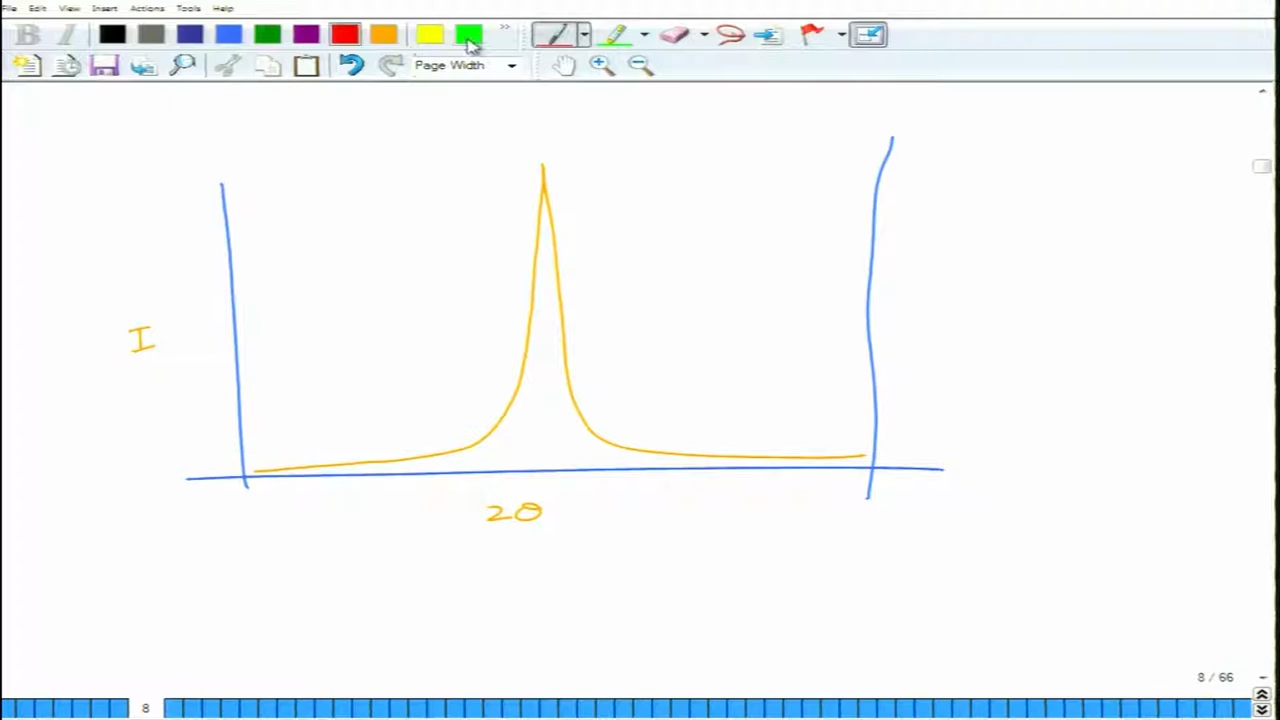 File Edit View Insert Actions Tools Help
B I
Page Width
I
2θ
8 / 66
8